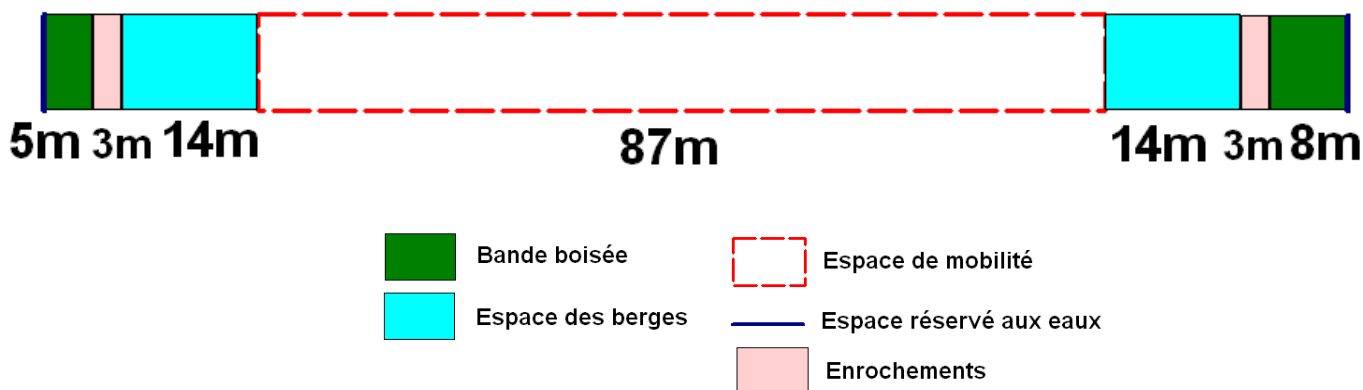 5m 3m 14m 87m 14m 3m 8m
Bande boisée
Espace de mobilité
Espace des berges
Espace réservé aux eaux
Enrochements